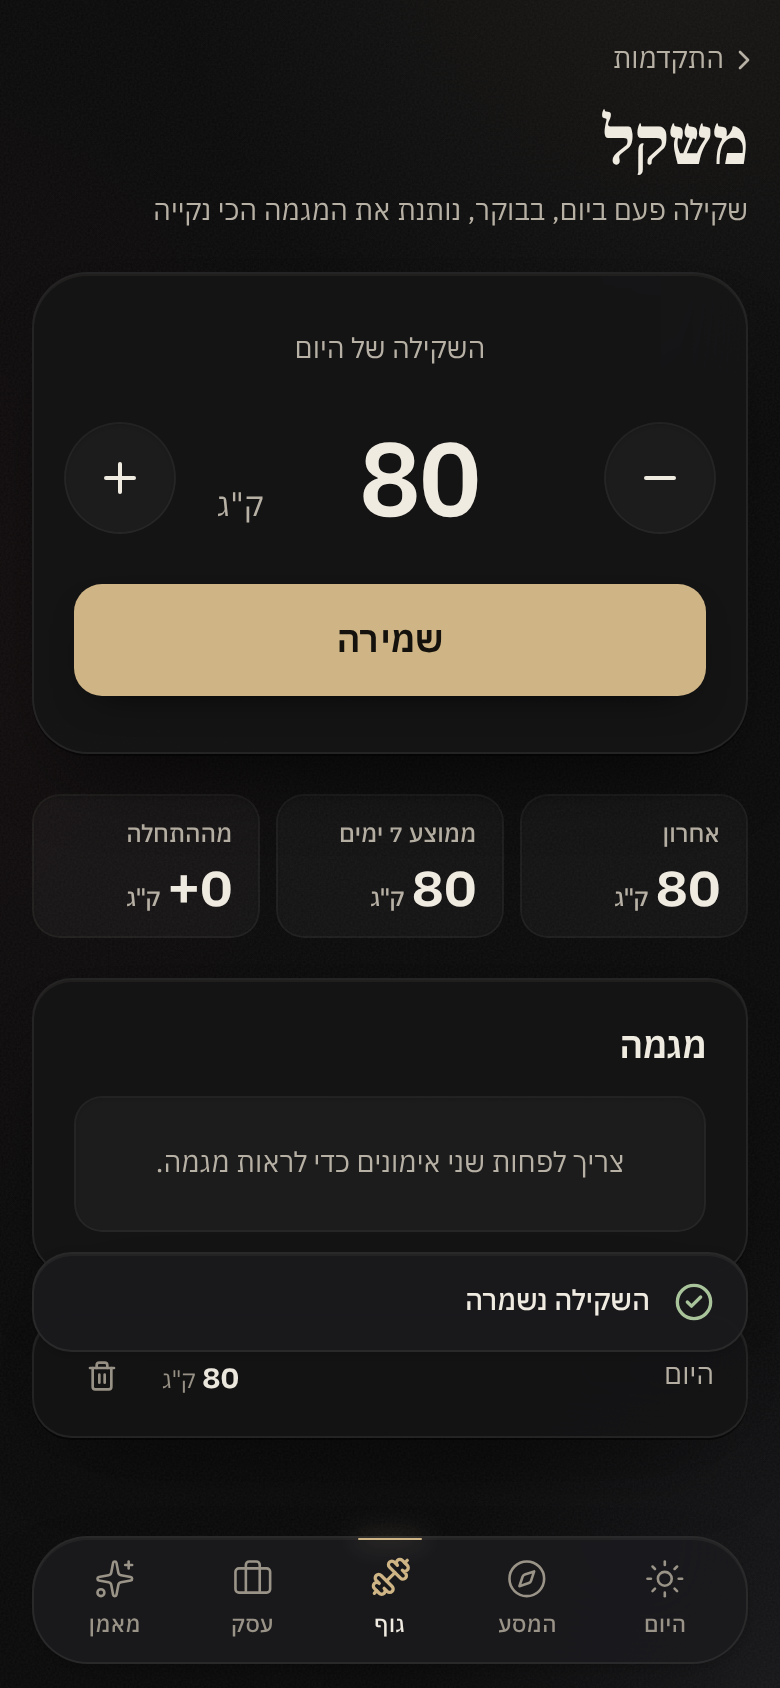 התקדמות
משקל
שקילה פעם ביום, בבוקר, נותנת את המגמה הכי נקייה
השקילה של היום
80 ק"ג
שמירה
אחרון
80 ק"ג
ממוצע 7 ימים
80 ק"ג
מההתחלה
+0 ק"ג
מגמה
צריך לפחות שני אימונים כדי לראות מגמה.
השקילה נשמרה
היום
80 ק"ג
היום
המסע
גוף
עסק
מאמן